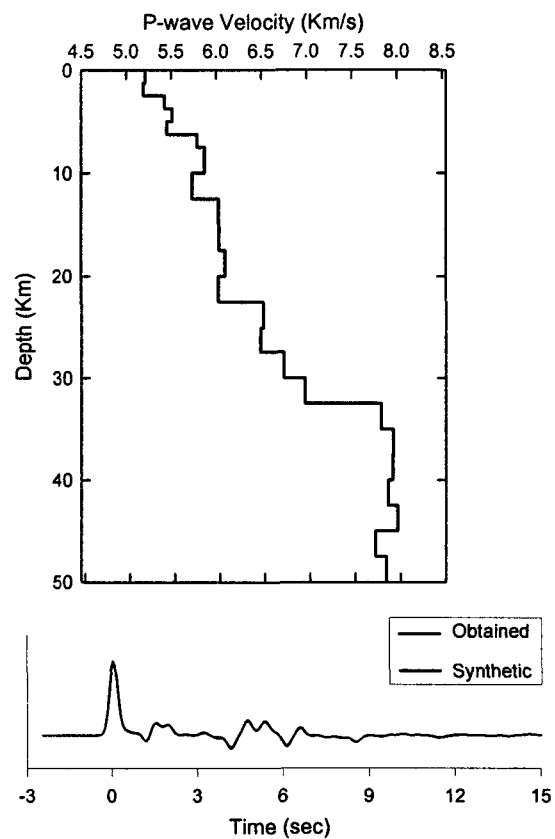 P-wave Velocity (Km/s)
4.5 5.0 5.5 6.0 6.5 7.0 7.5 8.0 8.5
0
10
20
30
40
50
Depth (Km)
Obtained
Synthetic
-3 0 3 6 9 12 15
Time (sec)